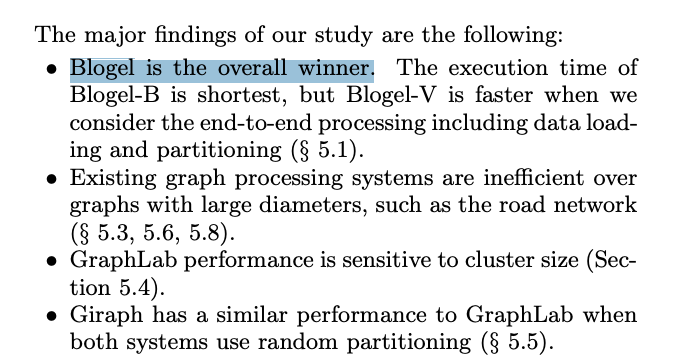 The major findings of our study are the following:
• Blogel is the overall winner. The execution time of
Blogel-B is shortest, but Blogel-V is faster when we
consider the end-to-end processing including data load-
ing and partitioning (§ 5.1).
• Existing graph processing systems are inefficient over
graphs with large diameters, such as the road network
(§ 5.3, 5.6, 5.8).
• GraphLab performance is sensitive to cluster size (Sec-
tion 5.4).
• Giraph has a similar performance to GraphLab when
both systems use random partitioning (§ 5.5).